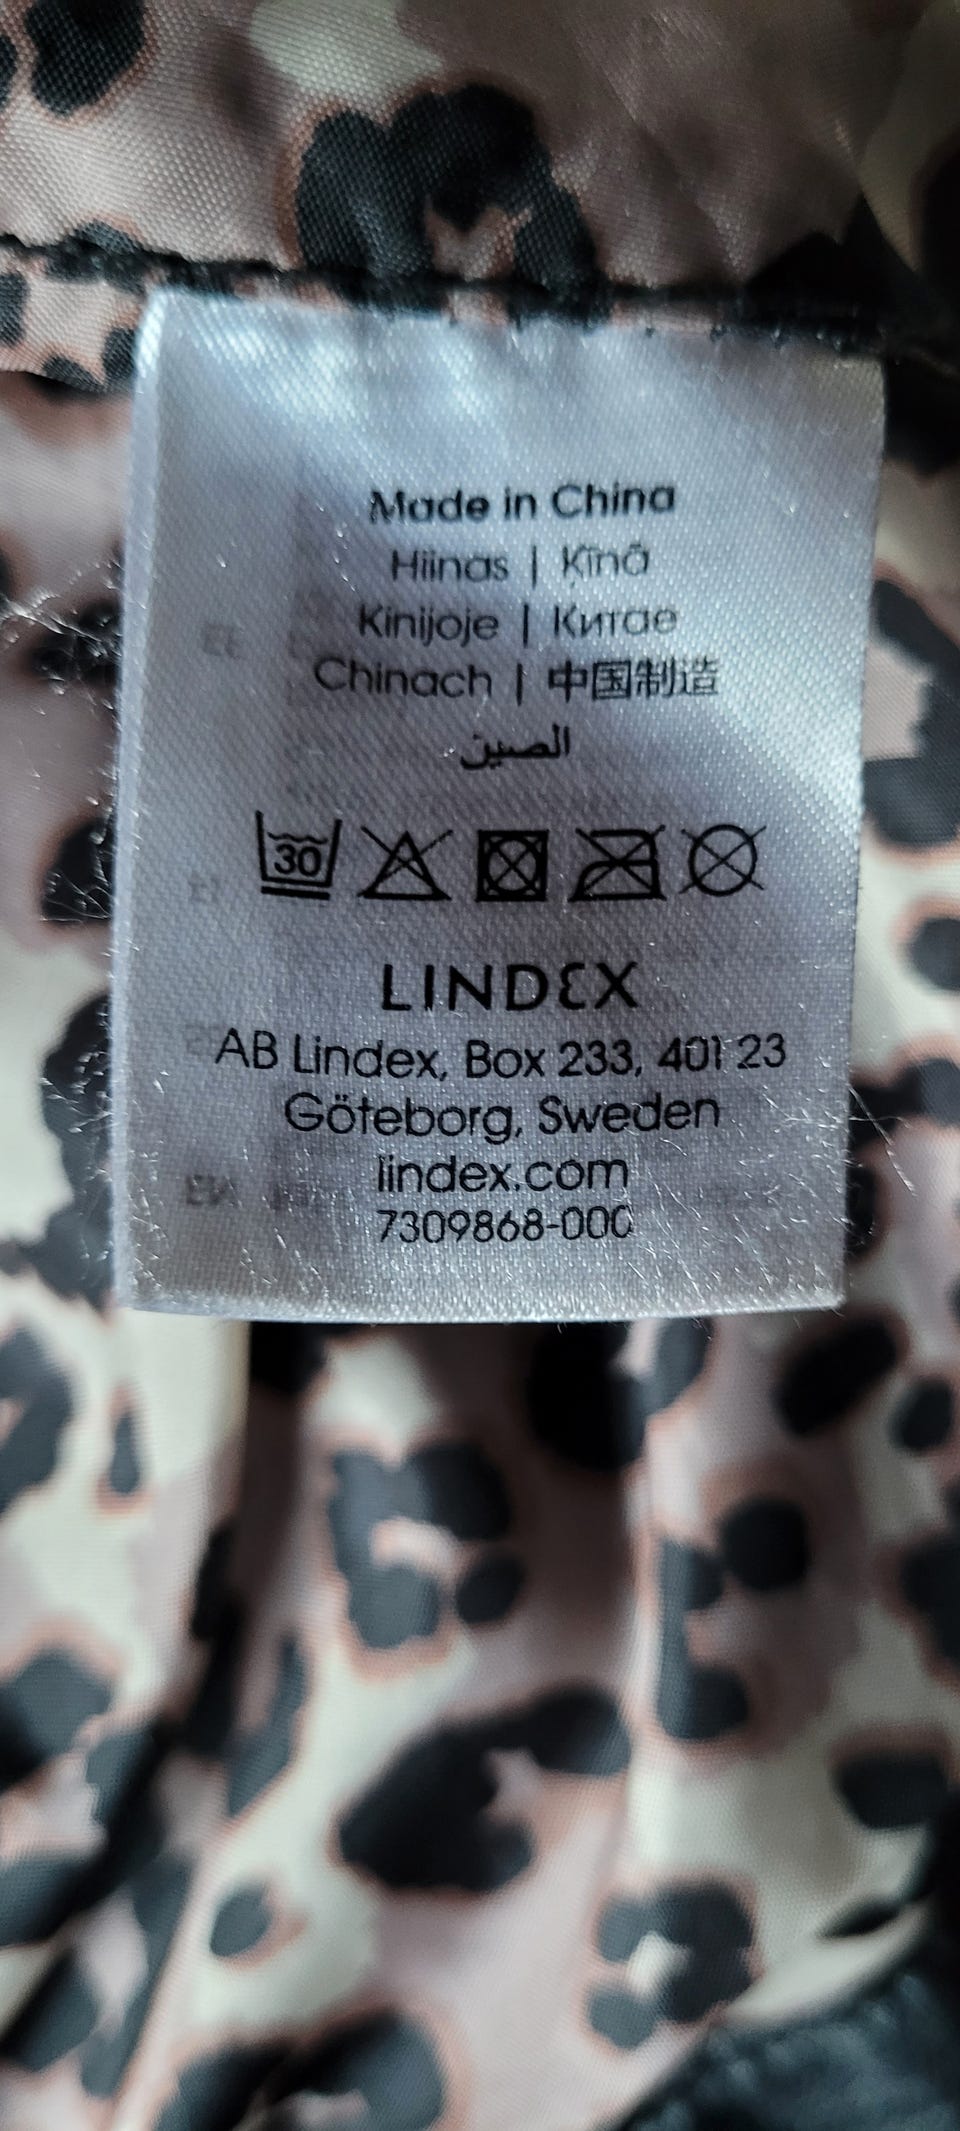 Made in China
Hiinas | Ķīnā
Kinijoje | Китае
Chinach | 中国制造
الصين
30
LINDEX
AB Lindex, Box 233, 401 23
Göteborg, Sweden
lindex.com
7309868-000